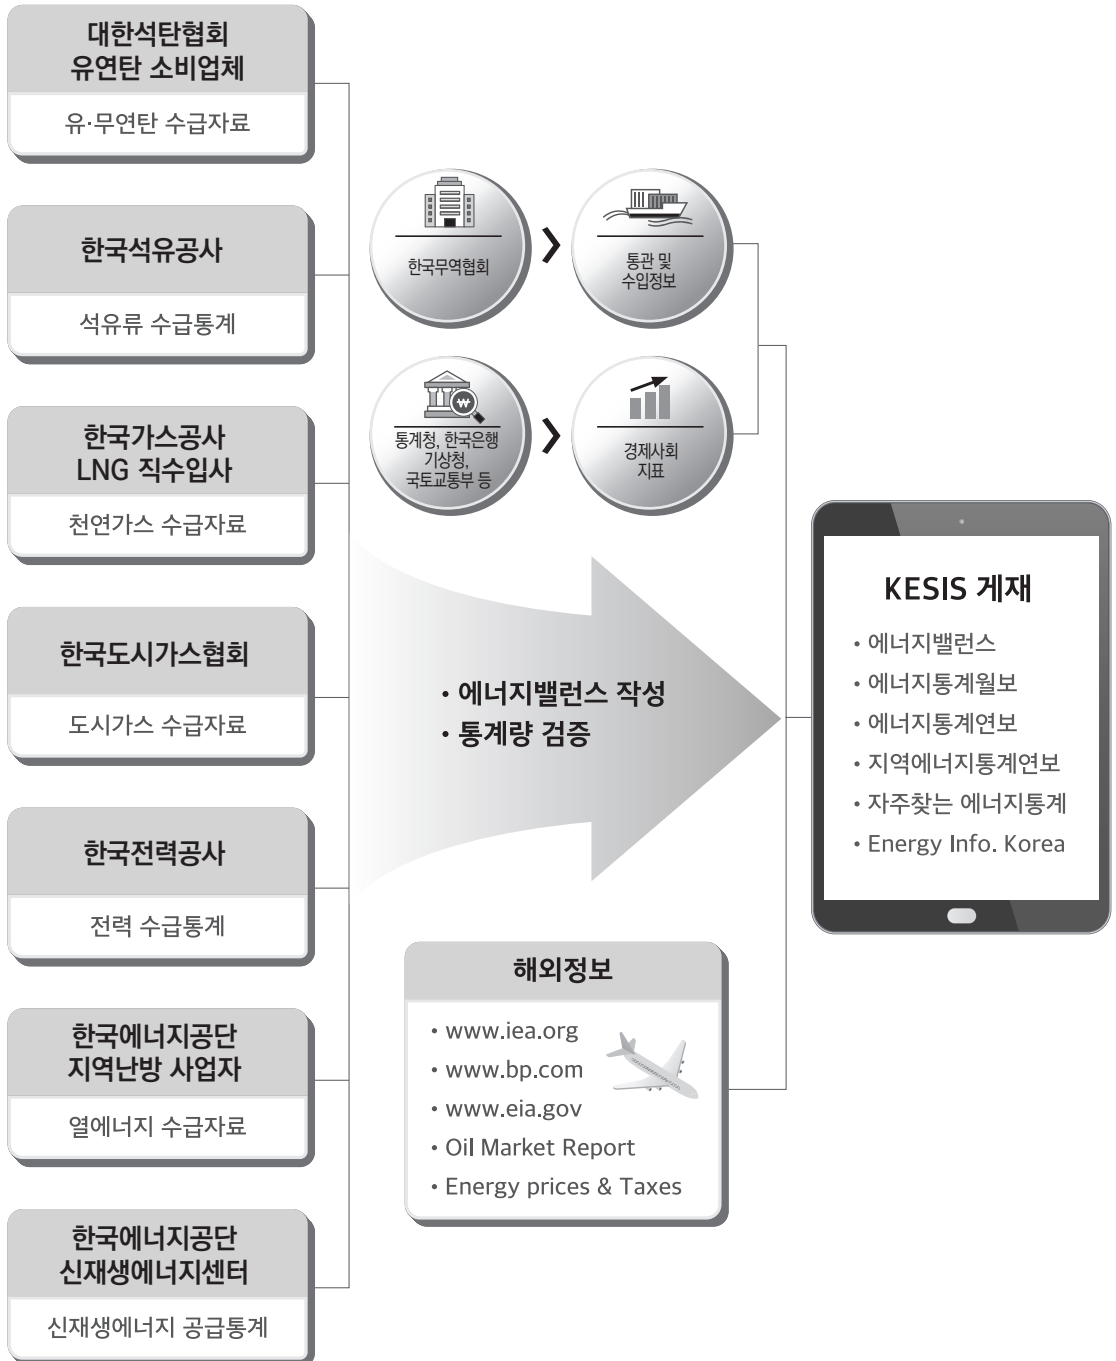 대한석탄협회
유연탄 소비업체
유·무연탄 수급자료
한국석유공사
석유류 수급통계
한국가스공사
LNG 직수입사
천연가스 수급자료
한국도시가스협회
도시가스 수급자료
한국전력공사
전력 수급통계
한국에너지공단
지역난방 사업자
열에너지 수급자료
한국에너지공단
신재생에너지센터
신재생에너지 공급통계
한국무역협회
통관 및
수입정보
통계청, 한국은행
기상청,
국토교통부 등
경제사회
지표
• 에너지밸런스 작성
• 통계량 검증
해외정보
• www.iea.org
• www.bp.com
• www.eia.gov
• Oil Market Report
• Energy prices & Taxes
KESIS 게재
• 에너지밸런스
• 에너지통계월보
• 에너지통계연보
• 지역에너지통계연보
• 자주찾는 에너지통계
• Energy Info. Korea